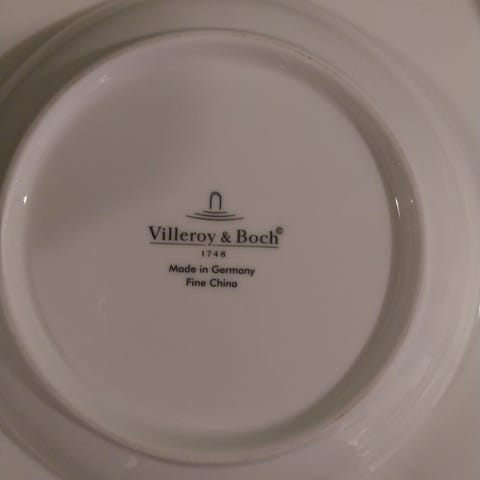 Villeroy & Boch©
1748
Made in Germany
Fine China